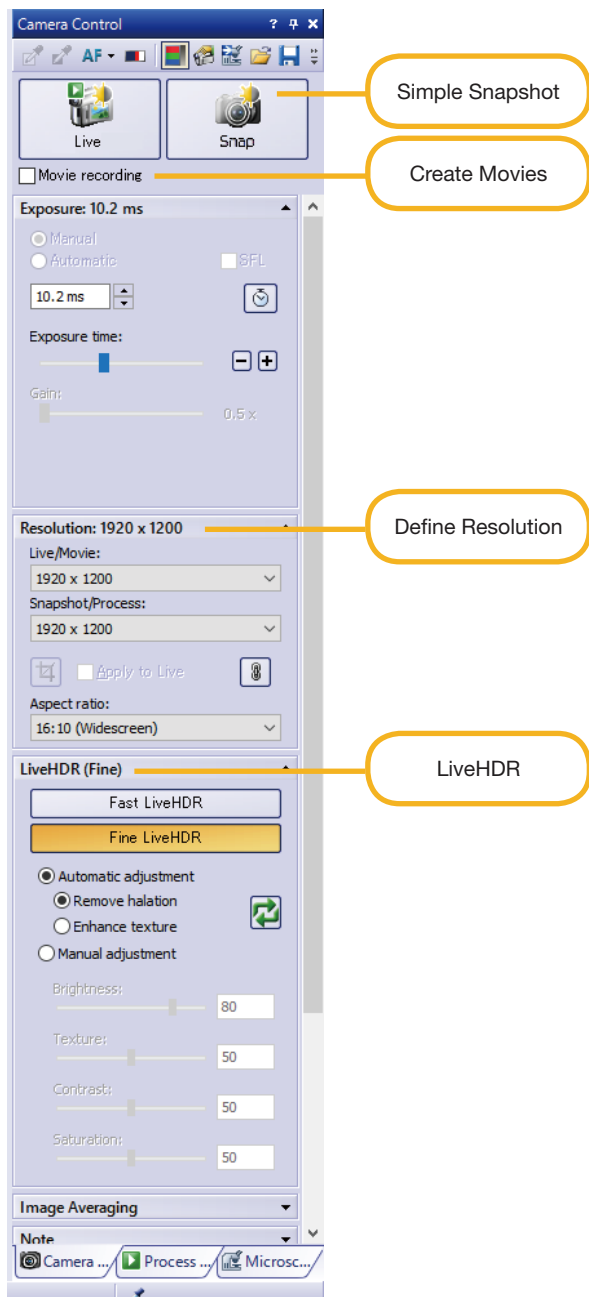 Camera Control
AF
Live
Snap
Simple Snapshot
Movie recording
Create Movies
Exposure: 10.2 ms
Manual
Automatic
SFL
10.2 ms
Exposure time:
Gain:
0.5 x
Resolution: 1920 x 1200
Define Resolution
Live/Movie:
1920 x 1200
Snapshot/Process:
1920 x 1200
Apply to Live
Aspect ratio:
16:10 (Widescreen)
LiveHDR (Fine)
LiveHDR
Fast LiveHDR
Fine LiveHDR
Automatic adjustment
Remove halation
Enhance texture
Manual adjustment
Brightness:
80
Texture:
50
Contrast:
50
Saturation:
50
Image Averaging
Note
Camera ...
Process ...
Microsc...